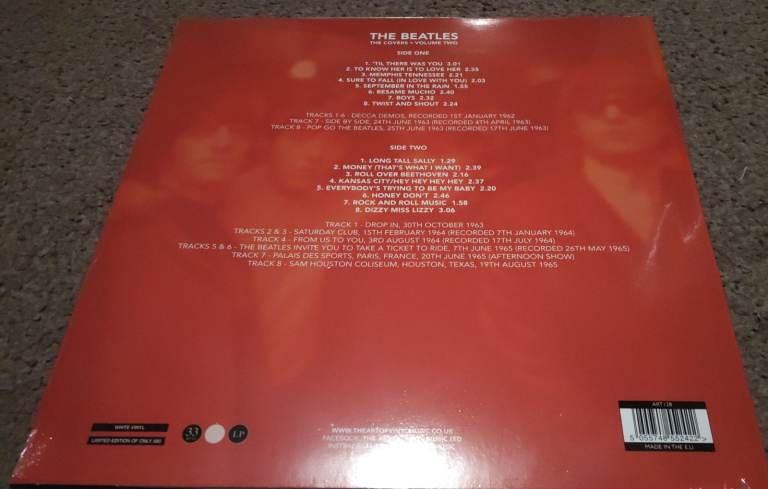 THE BEATLES
THE COVERS • VOLUME TWO
SIDE ONE
1. 'TIL THERE WAS YOU 3.01
2. TO KNOW HER IS TO LOVE HER 2.35
3. MEMPHIS TENNESSEE 2.21
4. SURE TO FALL (IN LOVE WITH YOU) 2.03
5. SEPTEMBER IN THE RAIN 1.55
6. BESAME MUCHO 2.40
7. BOYS 2.32
8. TWIST AND SHOUT 2.24
TRACKS 1-6 - DECCA DEMOS, RECORDED 1ST JANUARY 1962
TRACK 7 - SIDE BY SIDE, 24TH JUNE 1963 (RECORDED 4TH APRIL 1963)
TRACK 8 - POP GO THE BEATLES, 25TH JUNE 1963 (RECORDED 17TH JUNE 1963)
SIDE TWO
1. LONG TALL SALLY 1.29
2. MONEY (THAT'S WHAT I WANT) 2.39
3. ROLL OVER BEETHOVEN 2.16
4. KANSAS CITY/HEY HEY HEY HEY 2.37
5. EVERYBODY'S TRYING TO BE MY BABY 2.20
6. HONEY DON'T 2.46
7. ROCK AND ROLL MUSIC 1.58
8. DIZZY MISS LIZZY 3.06
TRACK 1 - DROP IN, 30TH OCTOBER 1963
TRACKS 2 & 3 - SATURDAY CLUB, 15TH FEBRUARY 1964 (RECORDED 7TH JANUARY 1964)
TRACK 4 - FROM US TO YOU, 3RD AUGUST 1964 (RECORDED 17TH JULY 1964)
TRACKS 5 & 6 - THE BEATLES INVITE YOU TO TAKE A TICKET TO RIDE, 7TH JUNE 1965 (RECORDED 26TH MAY 1965)
TRACK 7 - PALAIS DES SPORTS, PARIS, FRANCE, 20TH JUNE 1965 (AFTERNOON SHOW)
TRACK 8 - SAM HOUSTON COLISEUM, HOUSTON, TEXAS, 19TH AUGUST 1965
WHITE VINYL
LIMITED EDITION OF ONLY
33
LP
FACEBOOK: THE MUSIC LTD
MUSIC
ART128
5 055748 552422 >
MADE IN THE E.U